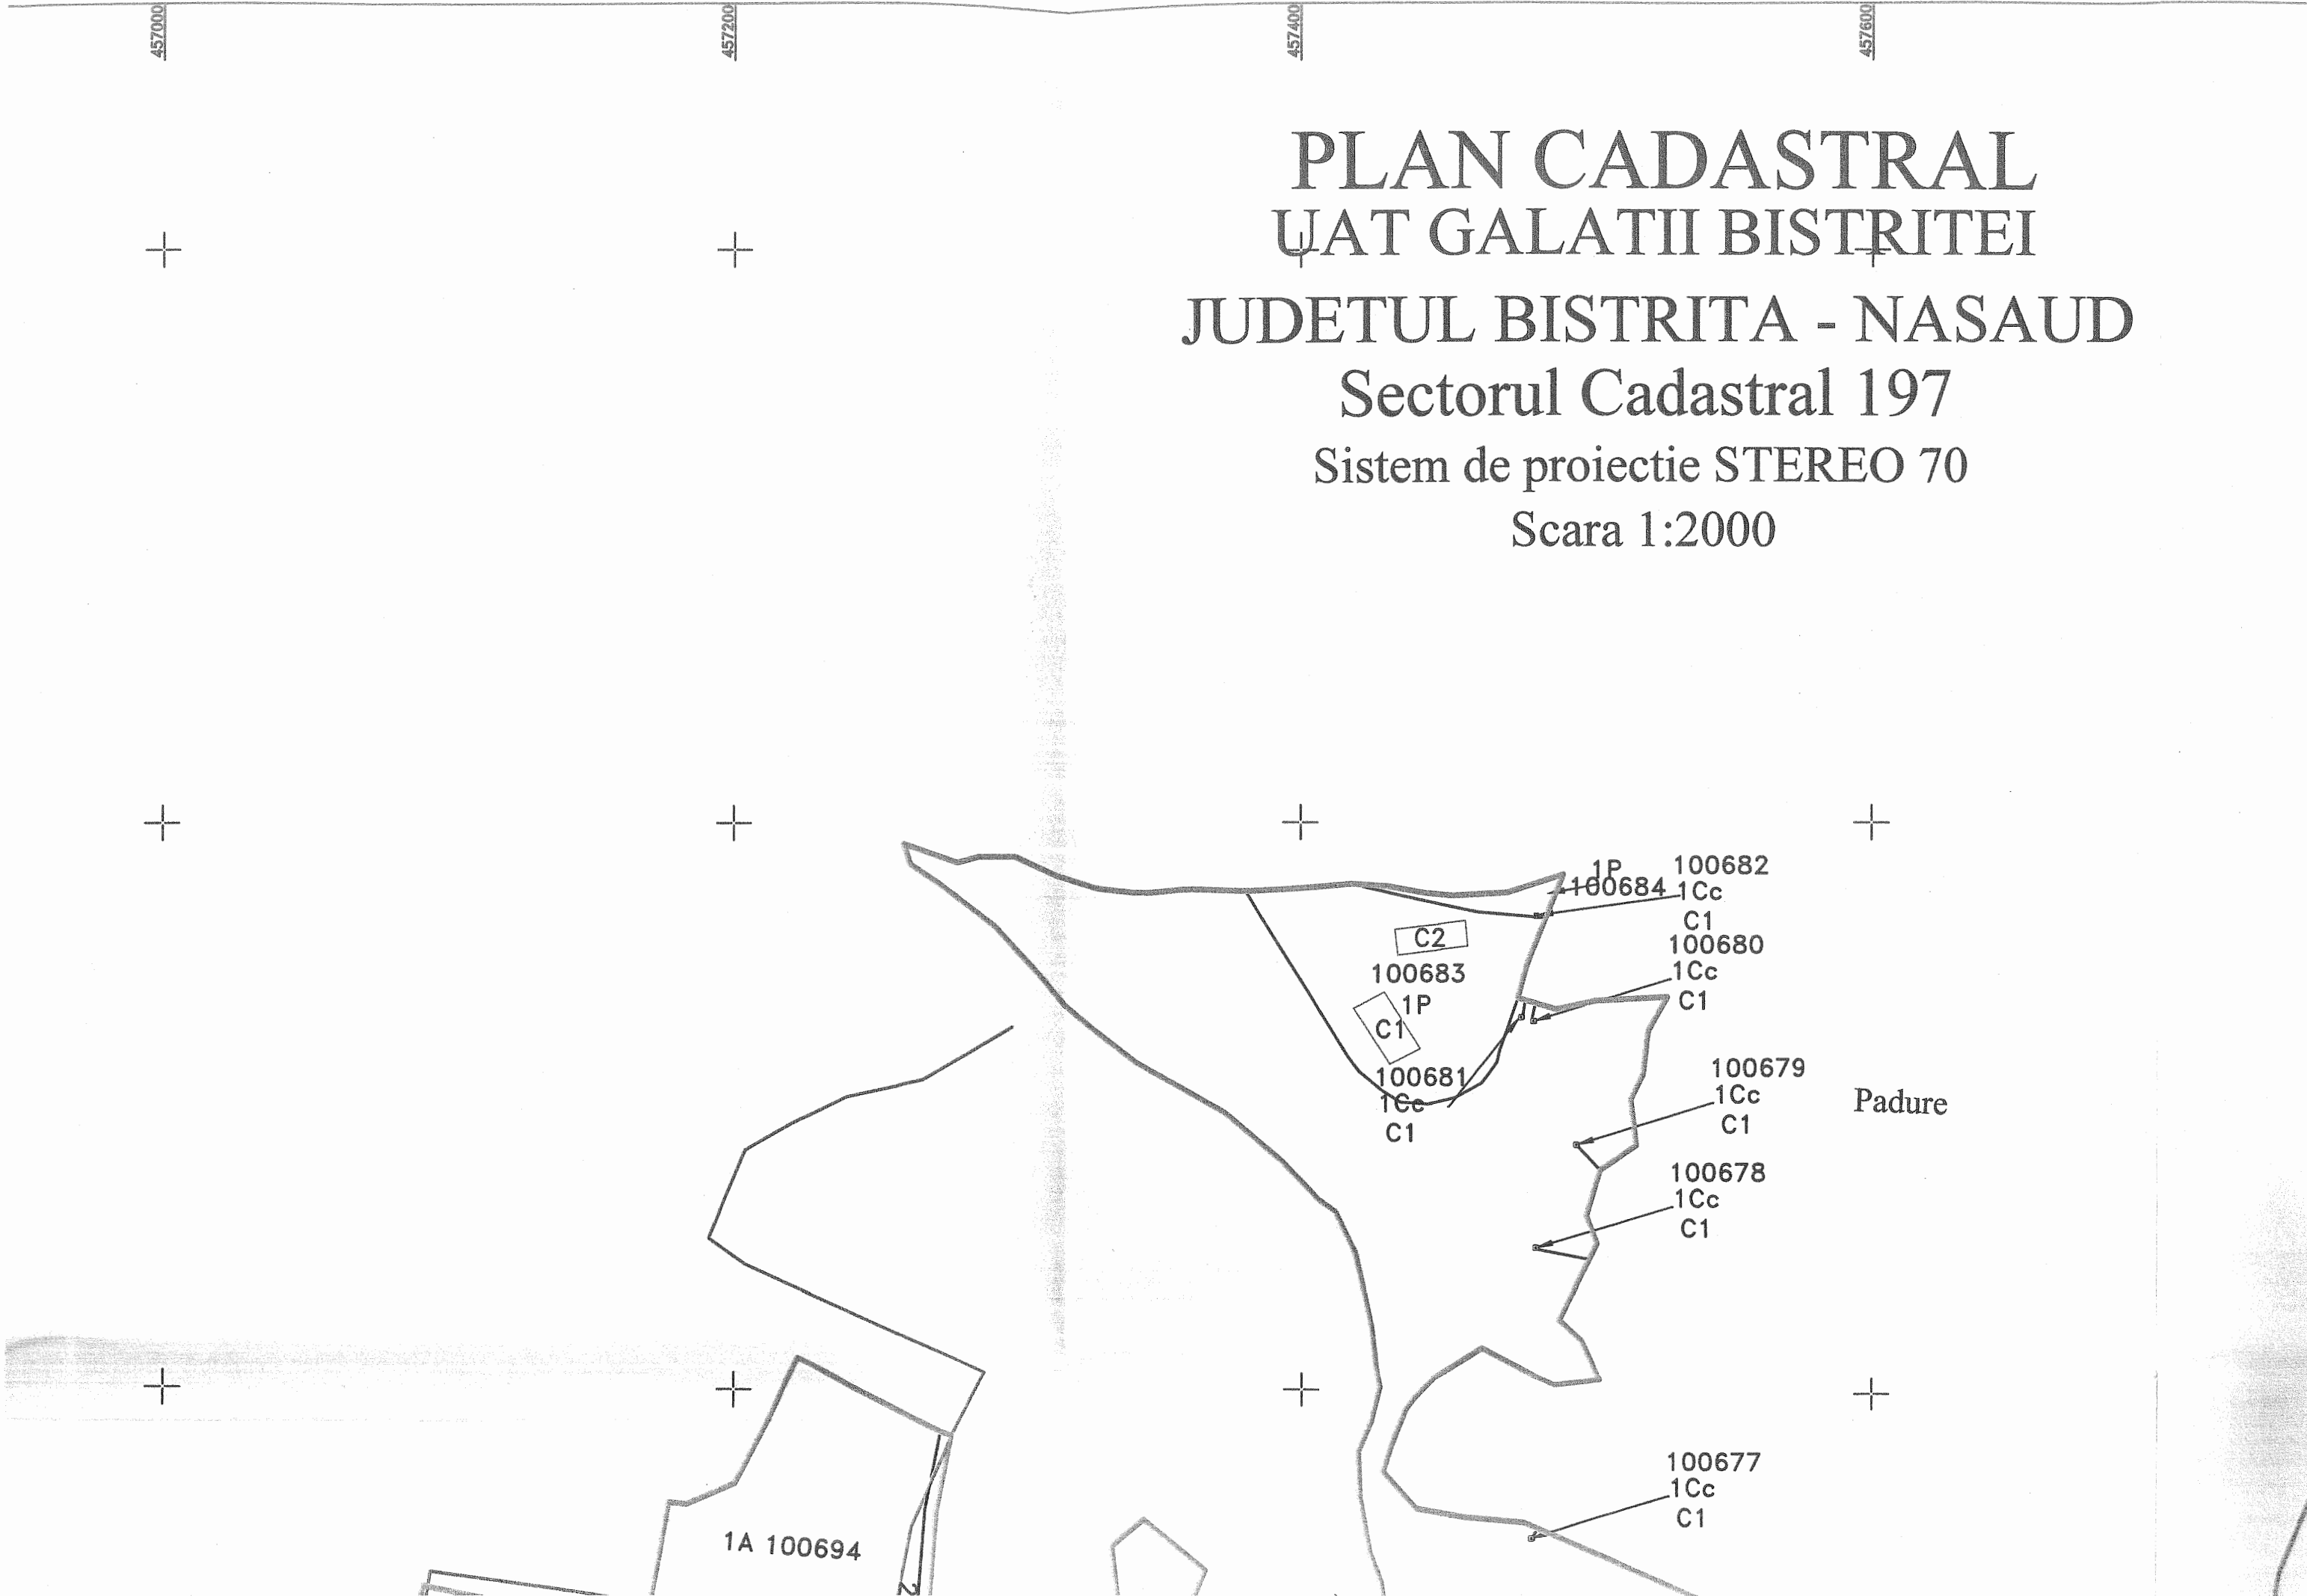 457000
457200
457400
457600
PLAN CADASTRAL
UAT GALATII BISTRITEI
JUDETUL BISTRITA - NASAUD
Sectorul Cadastral 197
Sistem de proiectie STEREO 70
Scara 1:2000
1P
100684
100682
1Cc
C1
C2
100680
1Cc
C1
100683
1P
C1
100681
1Cc
C1
100679
1Cc
C1
Padure
100678
1Cc
C1
100677
1Cc
C1
1A 100694
2